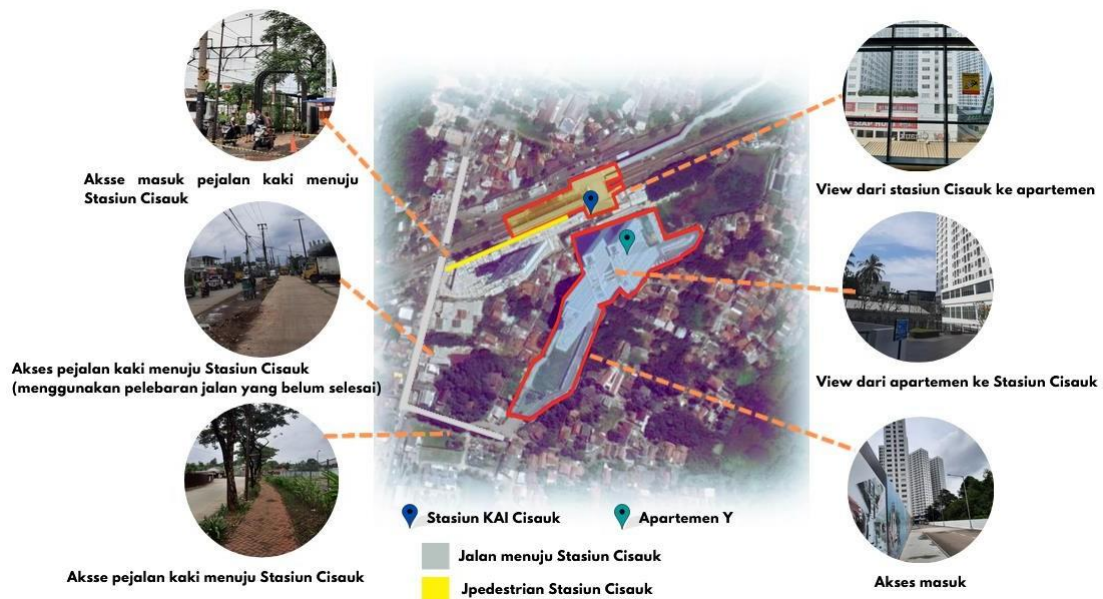 Aksse masuk pejalan kaki menuju
Stasiun Cisauk
View dari stasiun Cisauk ke apartemen
Akses pejalan kaki menuju Stasiun Cisauk
(menggunakan pelebaran jalan yang belum selesai)
View dari apartemen ke Stasiun Cisauk
Aksse pejalan kaki menuju Stasiun Cisauk
Akses masuk
Stasiun KAI Cisauk
Apartemen Y
Jalan menuju Stasiun Cisauk
Jpedestrian Stasiun Cisauk